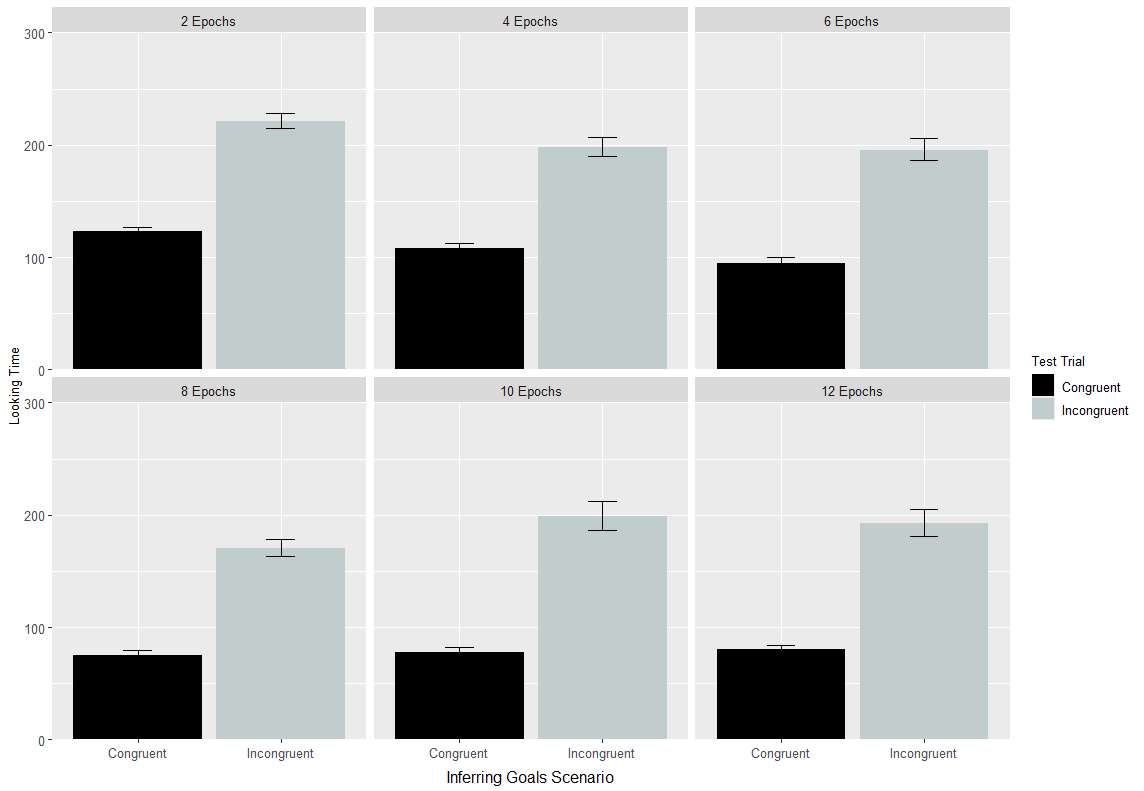 2 Epochs
4 Epochs
6 Epochs
300
200
100
0
Looking Time
8 Epochs
10 Epochs
12 Epochs
300
200
100
0
Congruent
Incongruent
Congruent
Incongruent
Congruent
Incongruent
Inferring Goals Scenario
Test Trial
Congruent
Incongruent